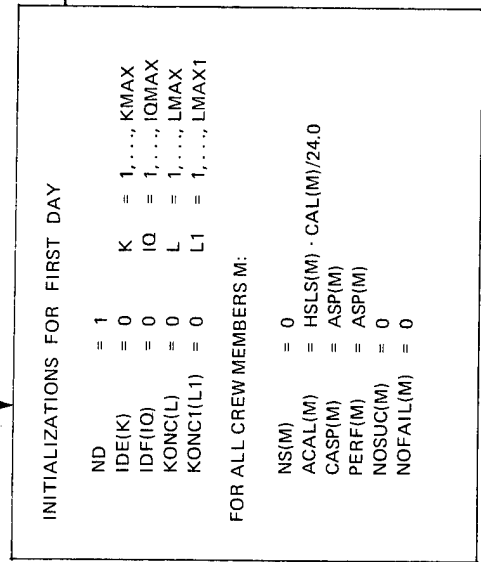 INITIALIZATIONS FOR FIRST DAY
ND = 1
IDE(K) = 0 K = 1,..., KMAX
IDF(IQ) = 0 IQ = 1,..., IQMAX
KONC(L) = 0 L = 1,..., LMAX
KONC1(L1) = 0 L1 = 1,..., LMAX1
FOR ALL CREW MEMBERS M:
NS(M) = 0
ACAL(M) = HSLS(M) · CAL(M)/24.0
CASP(M) = ASP(M)
PERF(M) = ASP(M)
NOSUC(M) = 0
NOFAIL(M) = 0